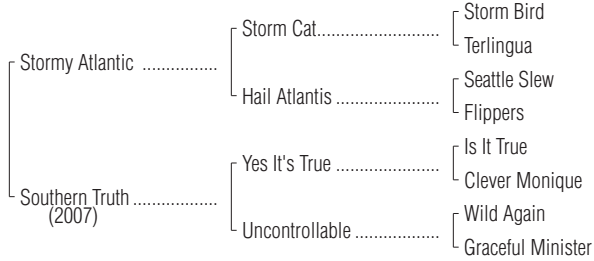 Storm Bird
Storm Cat....................
Terlingua
Stormy Atlantic ...............
Seattle Slew
Hail Atlantis .....................
Flippers
Is It True
Yes It's True .....................
Clever Monique
Southern Truth .................
(2007)
Wild Again
Uncontrollable .................
Graceful Minister